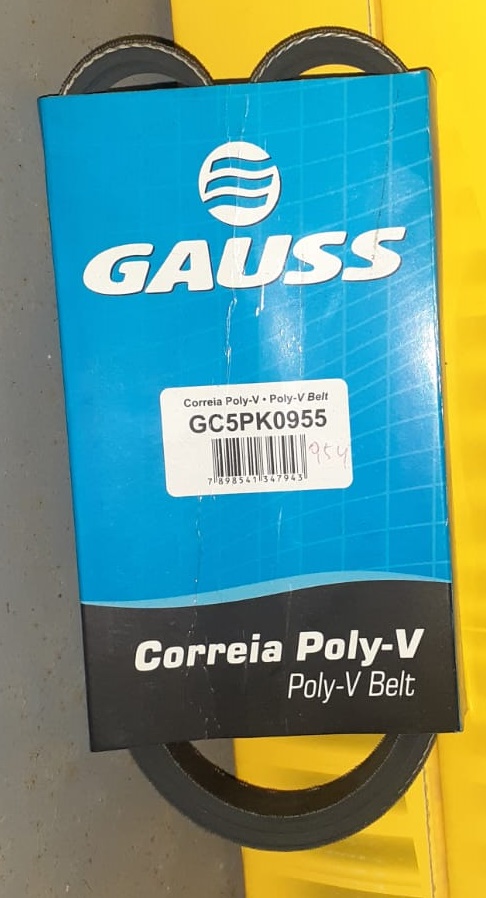 GAUSS
Correia Poly-V • Poly-V Belt
GC5PK0955
954
7 898541 347943
Correia Poly-V
Poly-V Belt